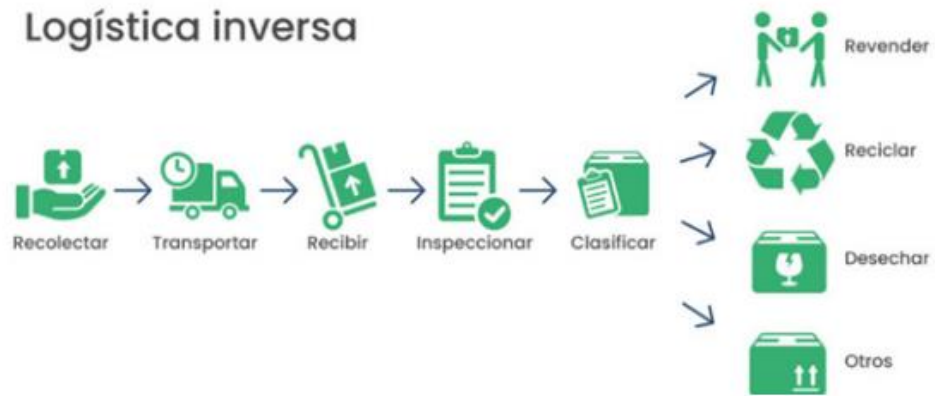 Logística inversa
Revender
Reciclar
Recolectar
Transportar
Recibir
Inspeccionar
Clasificar
Desechar
Otros